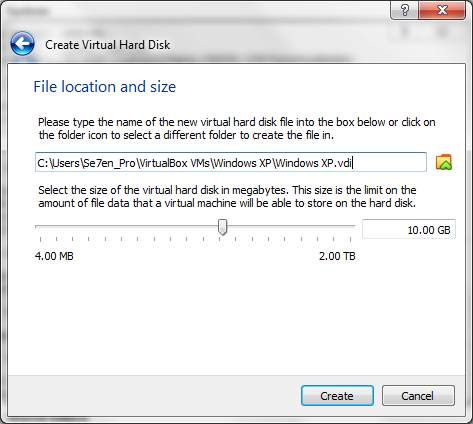 Create Virtual Hard Disk
File location and size
Please type the name of the new virtual hard disk file into the box below or click on
the folder icon to select a different folder to create the file in.
C:\Users\Se7en_Pro\VirtualBox VMs\Windows XP\Windows XP.vdi
Select the size of the virtual hard disk in megabytes. This size is the limit on the
amount of file data that a virtual machine will be able to store on the hard disk.
10.00 GB
4.00 MB 2.00 TB
Create Cancel